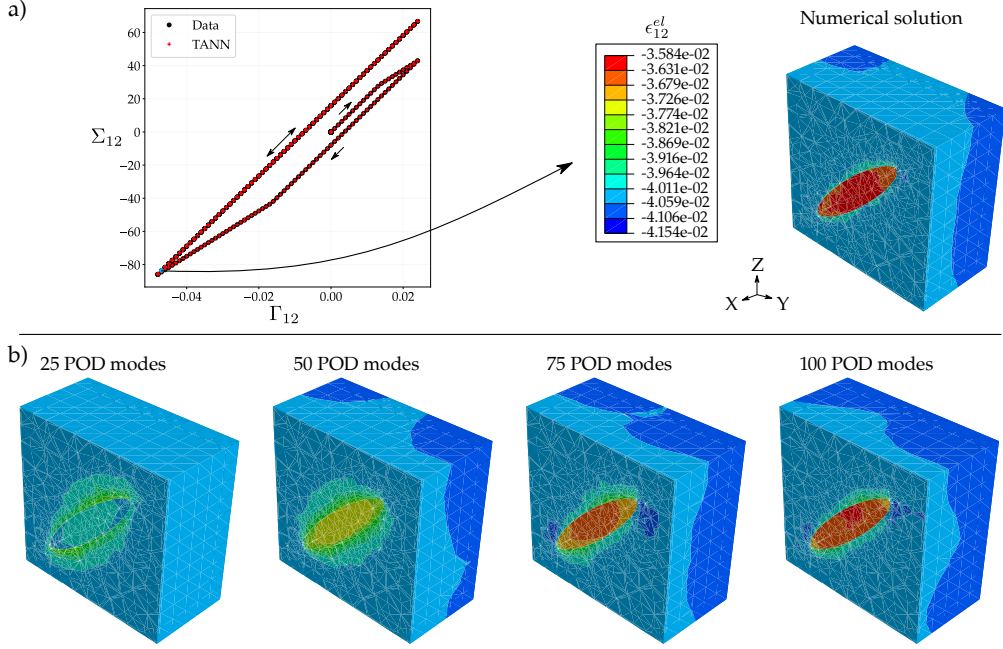 a)
Data
TANN
60
40
20
0
−20
−40
−60
−80
Σ12
−0.04
−0.02
0.00
0.02
Γ12
ϵ12^el
-3.584e-02
-3.631e-02
-3.679e-02
-3.726e-02
-3.774e-02
-3.821e-02
-3.869e-02
-3.916e-02
-3.964e-02
-4.011e-02
-4.059e-02
-4.106e-02
-4.154e-02
Numerical solution
Z
X
Y
b)
25 POD modes
50 POD modes
75 POD modes
100 POD modes